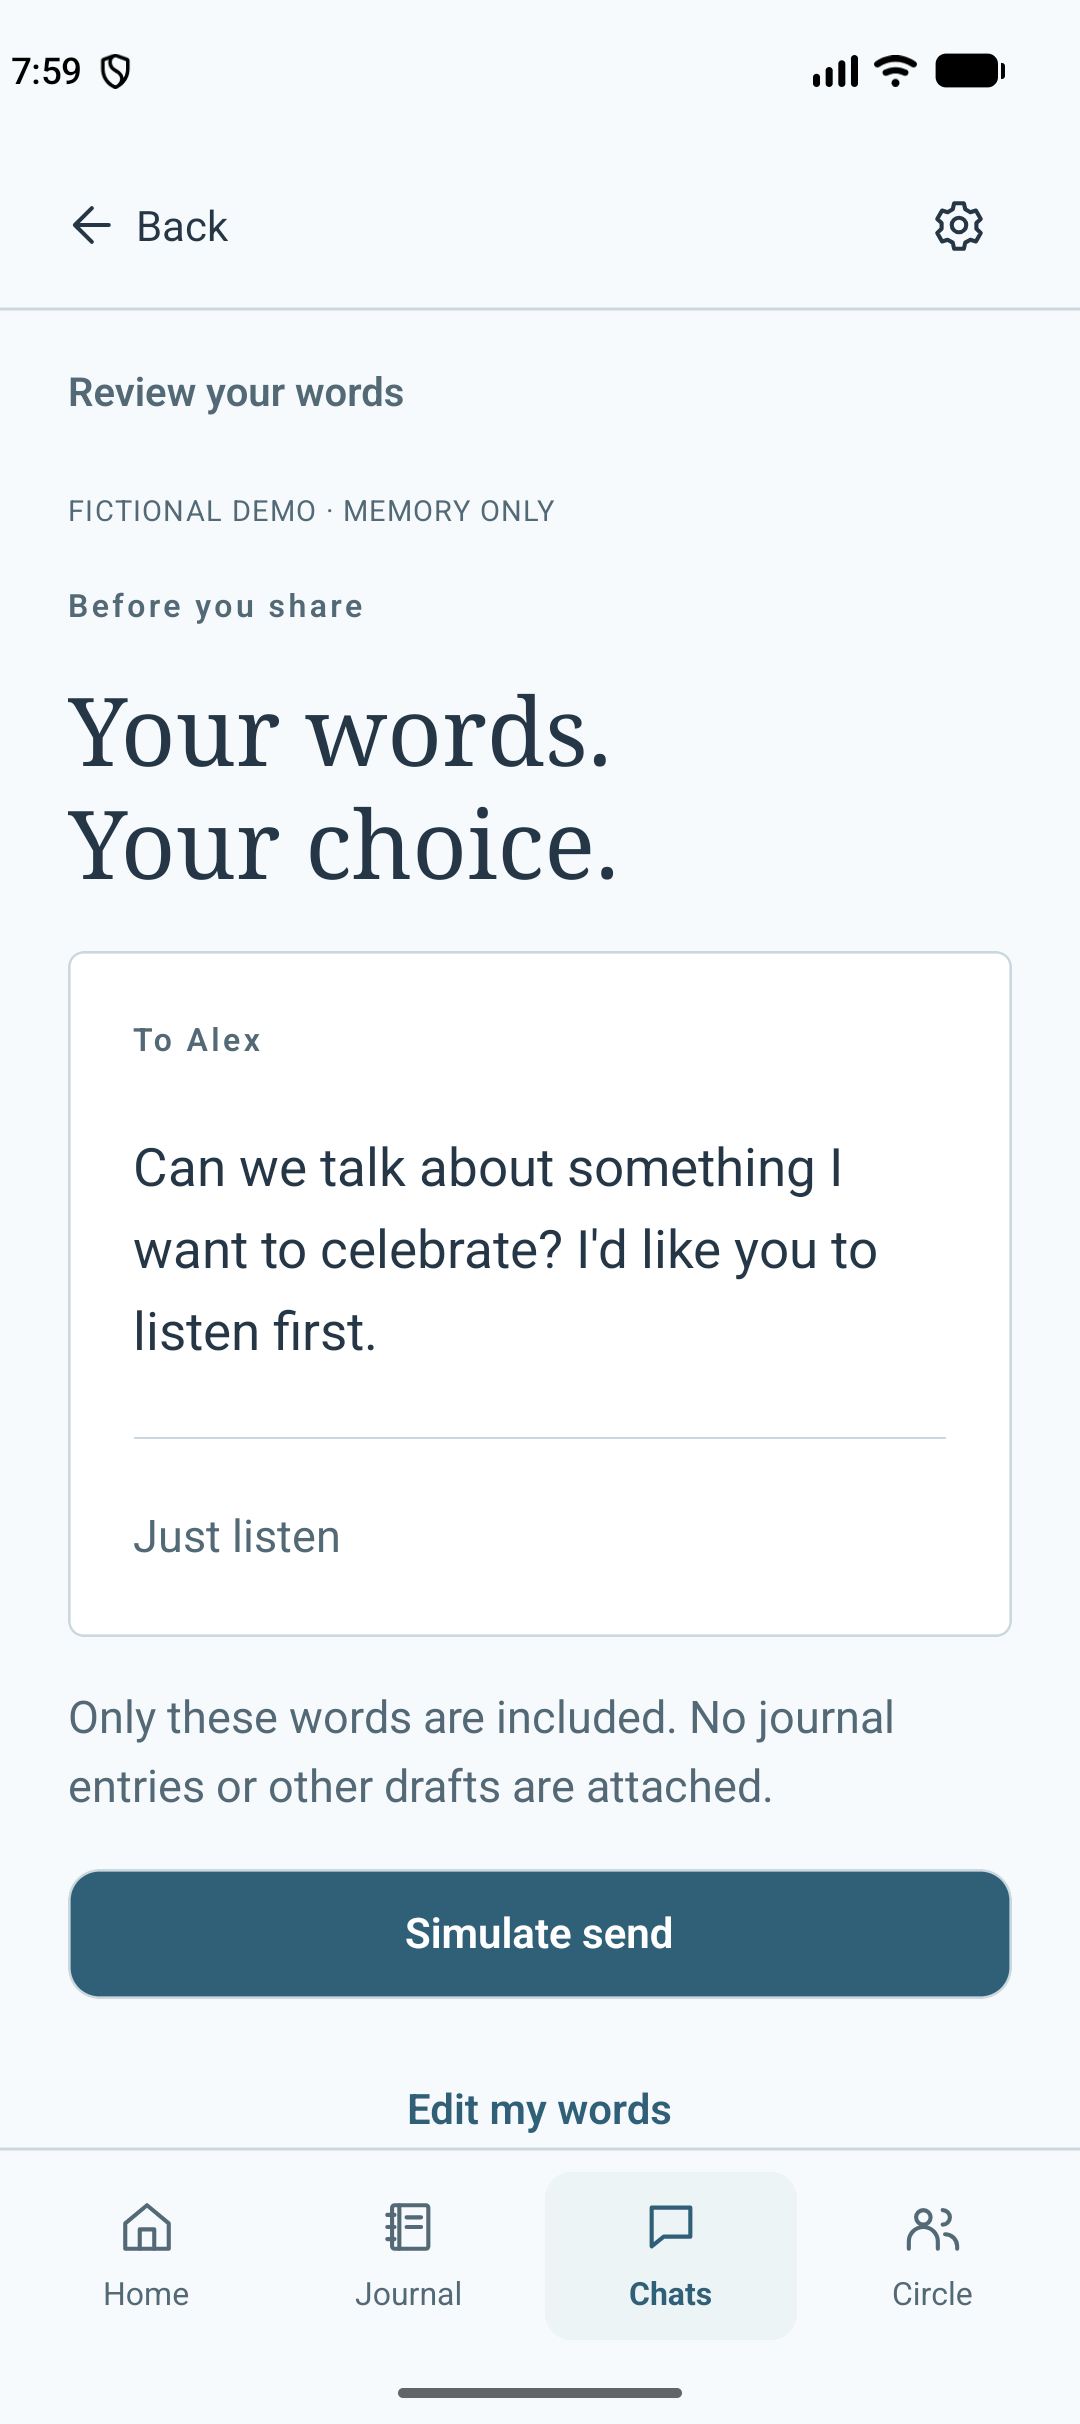 7:59
Back
Review your words
FICTIONAL DEMO · MEMORY ONLY
Before you share
Your words.
Your choice.
To Alex
Can we talk about something I
want to celebrate? I'd like you to
listen first.
Just listen
Only these words are included. No journal
entries or other drafts are attached.
Simulate send
Edit my words
Home
Journal
Chats
Circle